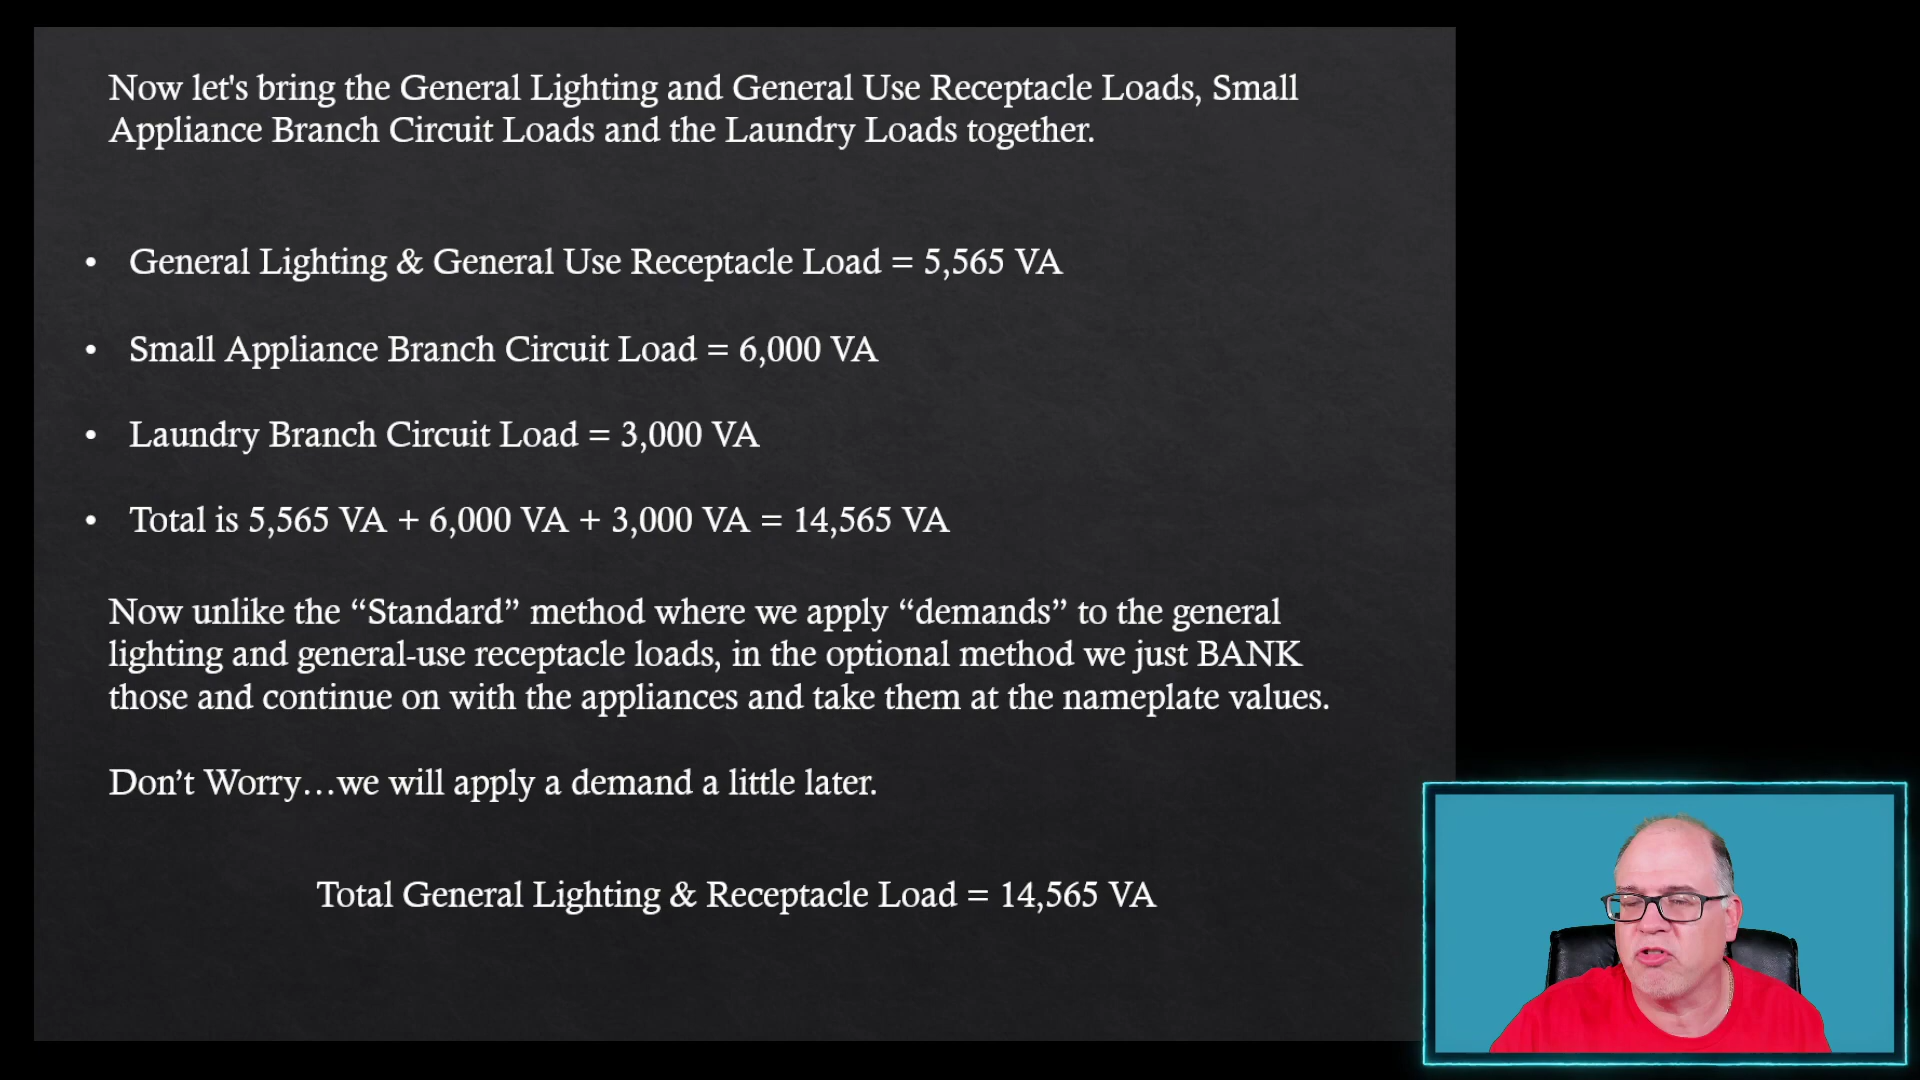 Now let's bring the General Lighting and General Use Receptacle Loads, Small
Appliance Branch Circuit Loads and the Laundry Loads together.
• General Lighting & General Use Receptacle Load = 5,565 VA
• Small Appliance Branch Circuit Load = 6,000 VA
• Laundry Branch Circuit Load = 3,000 VA
• Total is 5,565 VA + 6,000 VA + 3,000 VA = 14,565 VA
Now unlike the “Standard” method where we apply “demands” to the general
lighting and general-use receptacle loads, in the optional method we just BANK
those and continue on with the appliances and take them at the nameplate values.
Don’t Worry…we will apply a demand a little later.
Total General Lighting & Receptacle Load = 14,565 VA